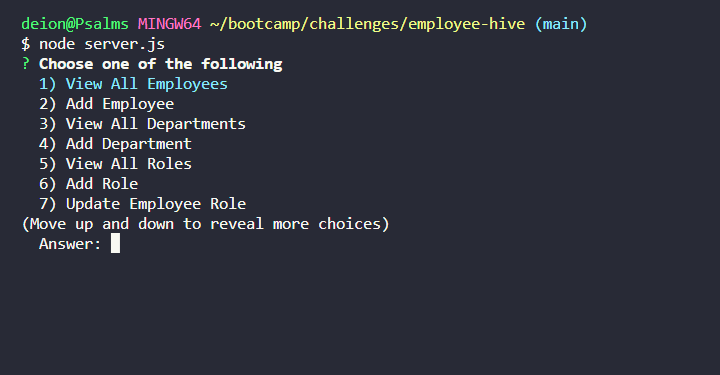 deion@Psalms MINGW64 ~/bootcamp/challenges/employee-hive (main)
$ node server.js
? Choose one of the following
1) View All Employees
2) Add Employee
3) View All Departments
4) Add Department
5) View All Roles
6) Add Role
7) Update Employee Role
(Move up and down to reveal more choices)
Answer: